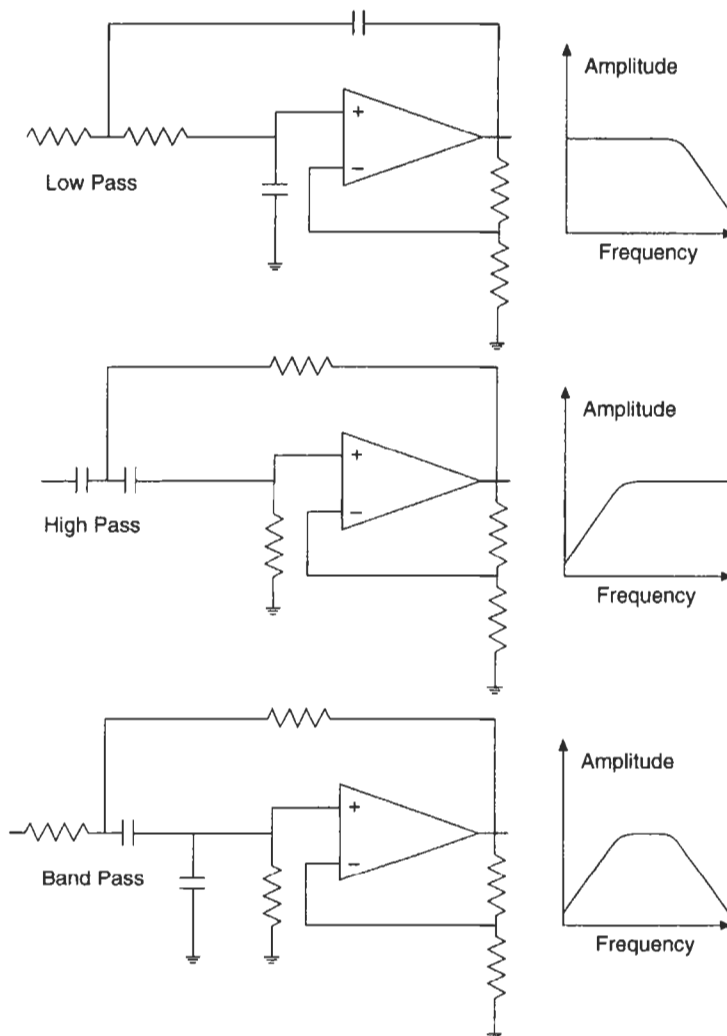 Amplitude
+
−
Low Pass
Frequency
Amplitude
+
−
High Pass
Frequency
Amplitude
+
−
Band Pass
Frequency